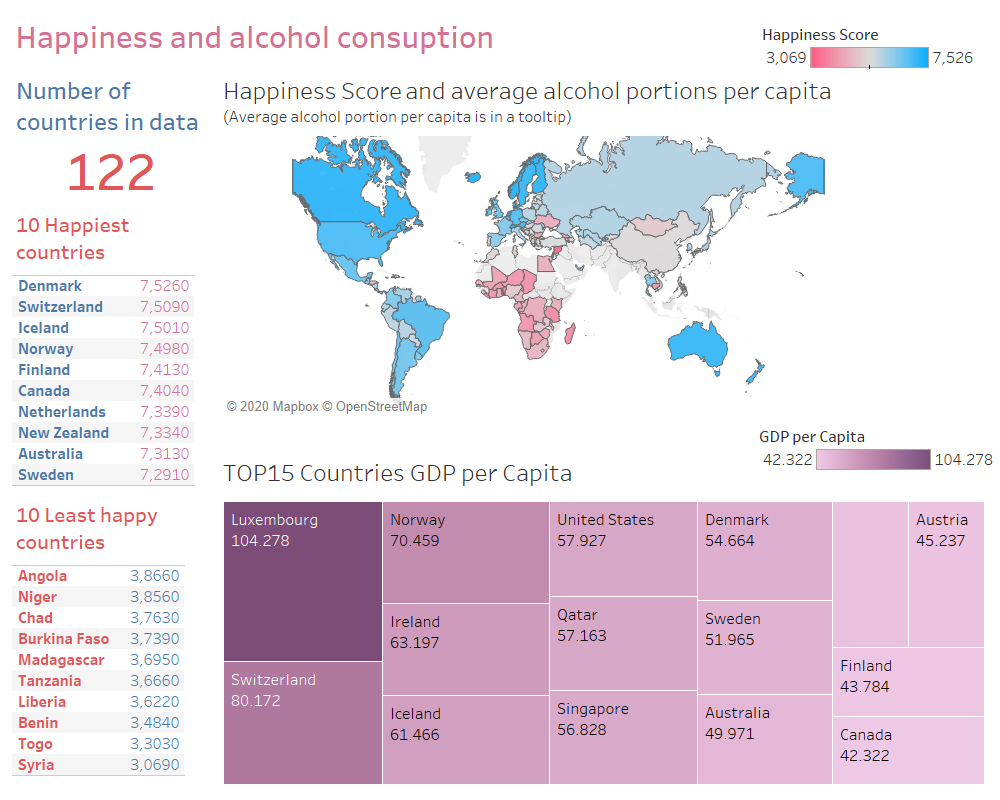 Happiness and alcohol consuption
Happiness Score
3,069 7,526
Number of
countries in data
122
10 Happiest
countries
Denmark 7,5260
Switzerland 7,5090
Iceland 7,5010
Norway 7,4980
Finland 7,4130
Canada 7,4040
Netherlands 7,3390
New Zealand 7,3340
Australia 7,3130
Sweden 7,2910
10 Least happy
countries
Angola 3,8660
Niger 3,8560
Chad 3,7630
Burkina Faso 3,7390
Madagascar 3,6950
Tanzania 3,6660
Liberia 3,6220
Benin 3,4840
Togo 3,3030
Syria 3,0690
Happiness Score and average alcohol portions per capita
(Average alcohol portion per capita is in a tooltip)
© 2020 Mapbox © OpenStreetMap
GDP per Capita
42.322 104.278
TOP15 Countries GDP per Capita
Luxembourg
104.278
Switzerland
80.172
Norway
70.459
Ireland
63.197
Iceland
61.466
United States
57.927
Qatar
57.163
Singapore
56.828
Denmark
54.664
Sweden
51.965
Australia
49.971
Austria
45.237
Finland
43.784
Canada
42.322